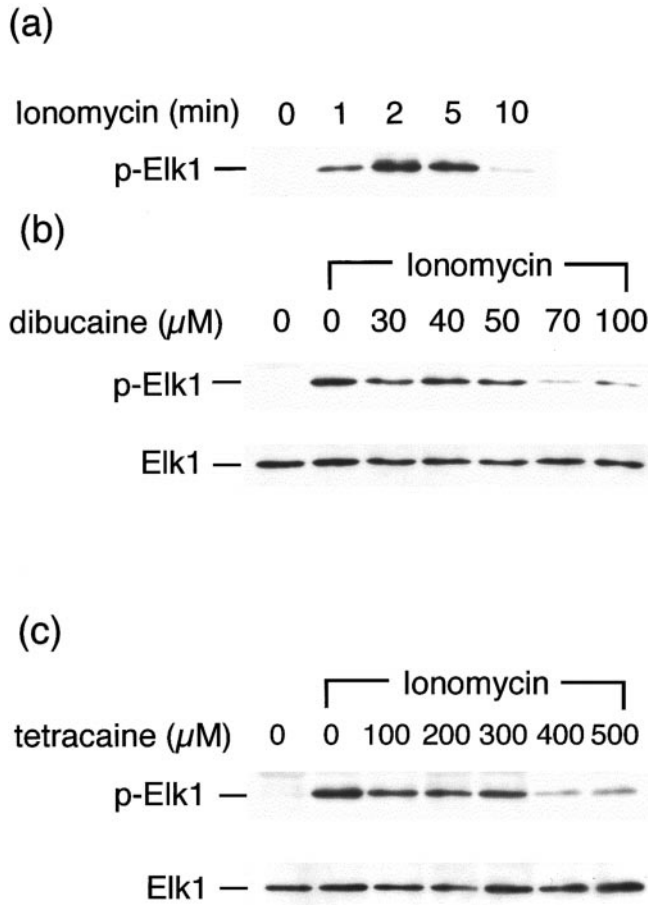 (a)
Ionomycin (min) 0 1 2 5 10
p-Elk1
(b)
Ionomycin
dibucaine (µM) 0 0 30 40 50 70 100
p-Elk1
Elk1
(c)
Ionomycin
tetracaine (µM) 0 0 100 200 300 400 500
p-Elk1
Elk1